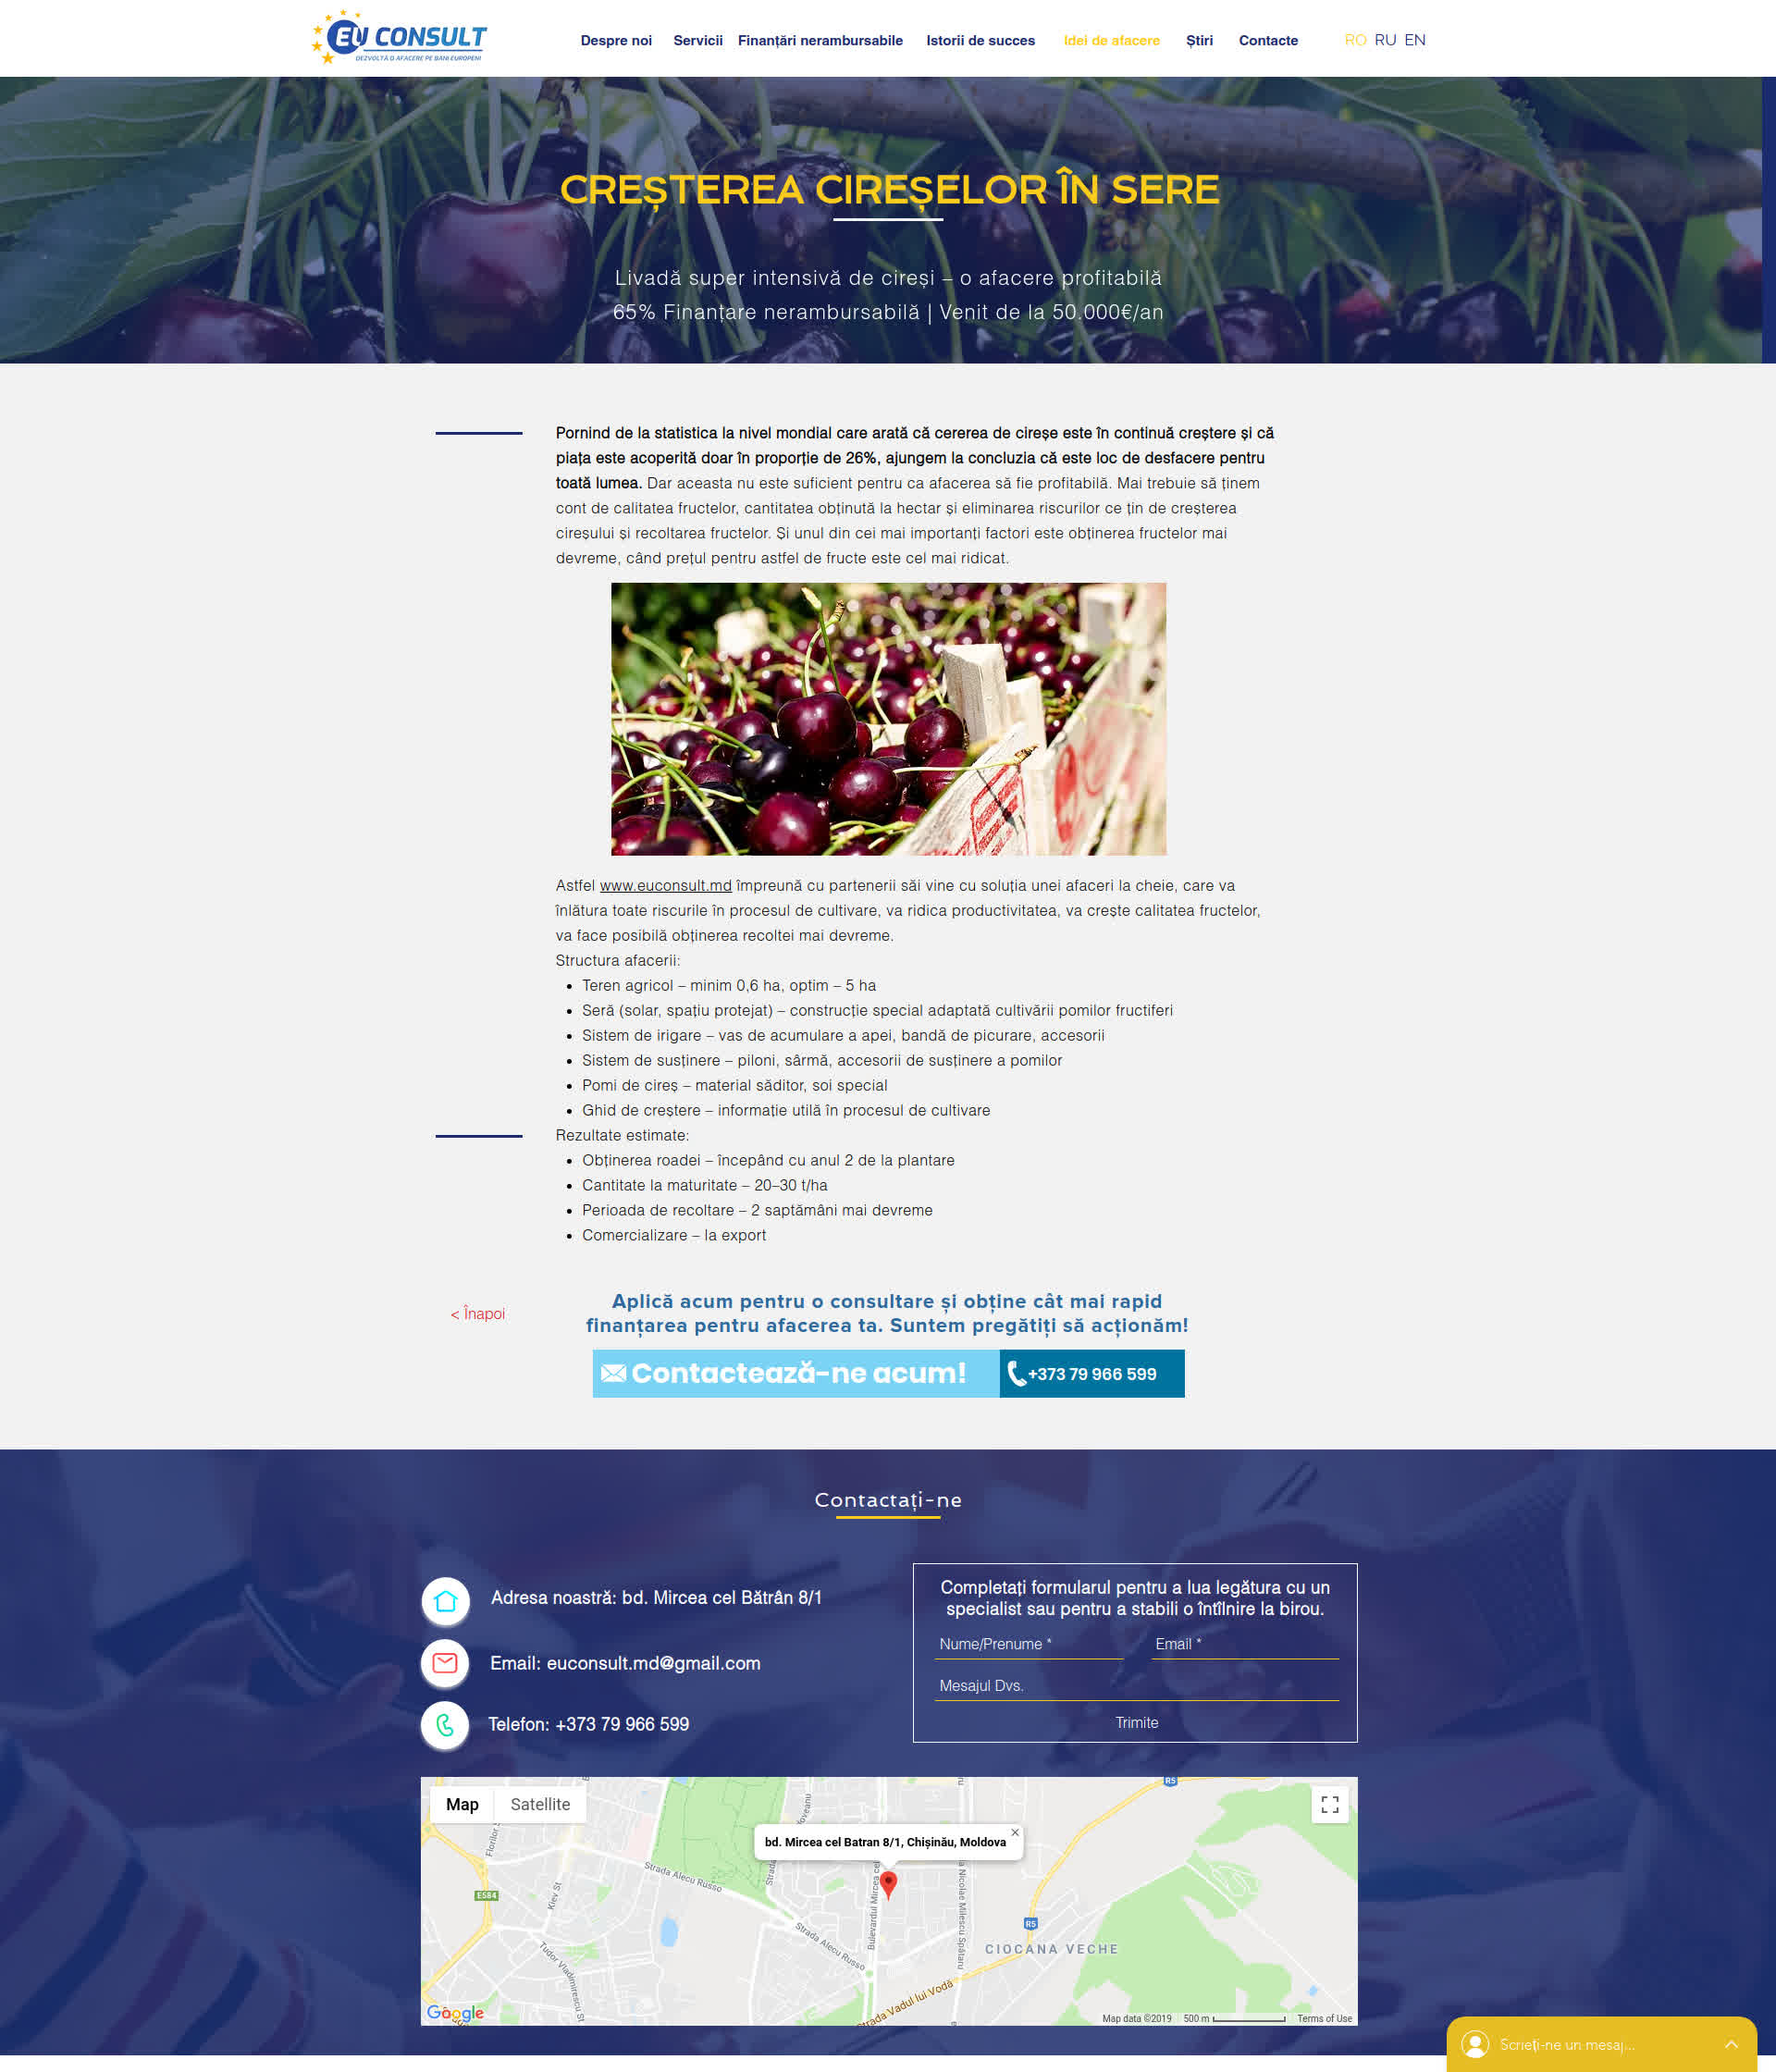 EU CONSULT
DEZVOLTĂ O AFACERE PE BANI EUROPENI
Despre noi
Servicii
Finanțări nerambursabile
Istorii de succes
Idei de afacere
Știri
Contacte
RO RU EN
CREȘTEREA CIREȘELOR ÎN SERE
Livadă super intensivă de cireși – o afacere profitabilă
65% Finanțare nerambursabilă | Venit de la 50.000€/an
Pornind de la statistica la nivel mondial care arată că cererea de cireșe este în continuă creștere și că
piața este acoperită doar în proporție de 26%, ajungem la concluzia că este loc de desfacere pentru
toată lumea. Dar aceasta nu este suficient pentru ca afacerea să fie profitabilă. Mai trebuie să ținem
cont de calitatea fructelor, cantitatea obținută la hectar și eliminarea riscurilor ce țin de creșterea
cireșului și recoltarea fructelor. Și unul din cei mai importanți factori este obținerea fructelor mai
devreme, când prețul pentru astfel de fructe este cel mai ridicat.
Astfel www.euconsult.md împreună cu partenerii săi vine cu soluția unei afaceri la cheie, care va
înlătura toate riscurile în procesul de cultivare, va ridica productivitatea, va crește calitatea fructelor,
va face posibilă obținerea recoltei mai devreme.
Structura afacerii:
• Teren agricol – minim 0,6 ha, optim – 5 ha
• Seră (solar, spațiu protejat) – construcție special adaptată cultivării pomilor fructiferi
• Sistem de irigare – vas de acumulare a apei, bandă de picurare, accesorii
• Sistem de susținere – piloni, sârmă, accesorii de susținere a pomilor
• Pomi de cireș – material săditor, soi special
• Ghid de creștere – informație utilă în procesul de cultivare
Rezultate estimate:
• Obținerea roadei – începând cu anul 2 de la plantare
• Cantitate la maturitate – 20–30 t/ha
• Perioada de recoltare – 2 saptămâni mai devreme
• Comercializare – la export
< Înapoi
Aplică acum pentru o consultare și obține cât mai rapid
finanțarea pentru afacerea ta. Suntem pregătiți să acționăm!
Contactează-ne acum!
+373 79 966 599
Contactați-ne
Adresa noastră: bd. Mircea cel Bătrân 8/1
Email: euconsult.md@gmail.com
Telefon: +373 79 966 599
Completați formularul pentru a lua legătura cu un
specialist sau pentru a stabili o întîlnire la birou.
Nume/Prenume *
Email *
Mesajul Dvs.
Trimite
Map
Satellite
bd. Mircea cel Batran 8/1, Chișinău, Moldova
R5
Strada Alecu Russo
E584
Kiev St
Strada Alecu Russo
Bulevardul Mircea cel
Nicolae Milescu Spătaru
R5
CIOCANA VECHE
Tudor Vladimirescu St
Strada Vadul lui Vodă
Google
Map data ©2019
500 m
Terms of Use
Scrieți-ne un mesaj...